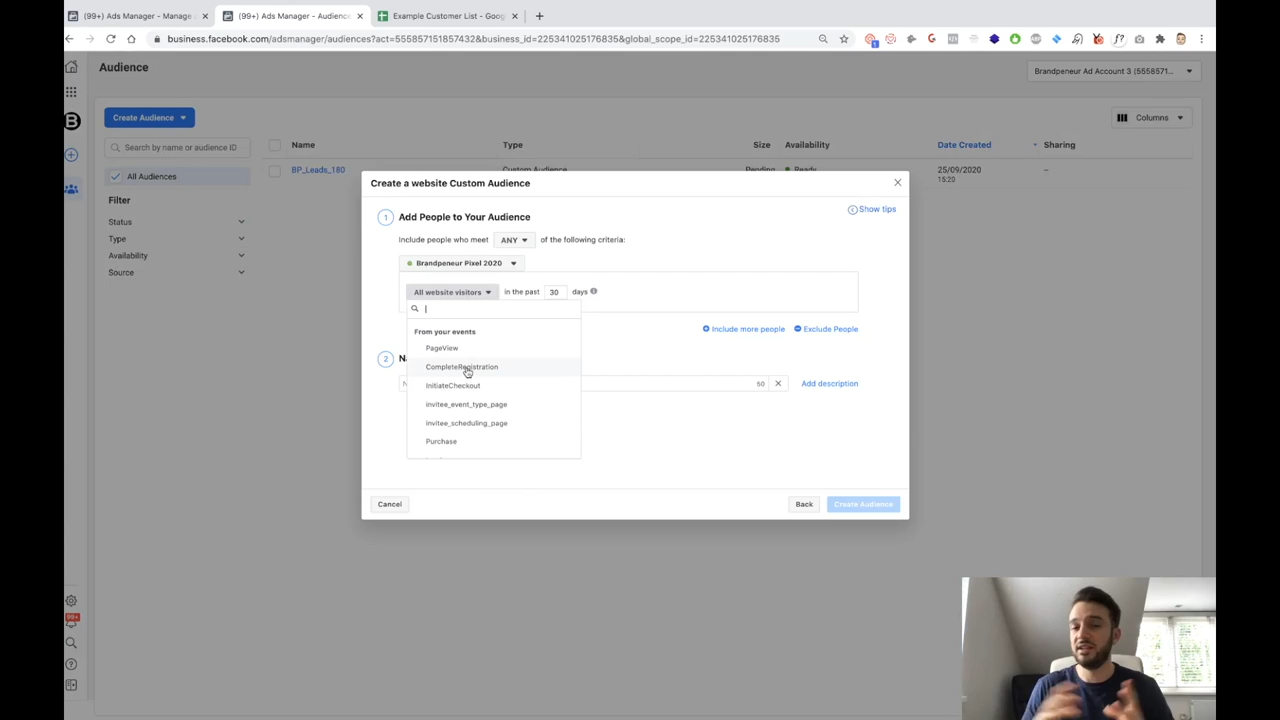 (99+) Ads Manager - Manage
(99+) Ads Manager - Audience
Example Customer List - Goog
business.facebook.com/adsmanager/audiences?act=555857151857432&business_id=225341025176835&global_scope_id=225341025176835
Audience
Brandpeneur Ad Account 3 (5558571...
Create Audience
Columns
Search by name or audience ID
Name
Type
Size
Availability
Date Created
Sharing
All Audiences
BP_Leads_180
Custom Audience
Pending
Ready
25/09/2020
15:20
–
Filter
Status
Type
Availability
Source
Create a website Custom Audience
Show tips
1
Add People to Your Audience
Include people who meet ANY of the following criteria:
Brandpeneur Pixel 2020
All website visitors in the past 30 days
From your events
PageView
CompleteRegistration
InitiateCheckout
invitee_event_type_page
invitee_scheduling_page
Purchase
Include more people
Exclude People
2
50
Add description
Cancel
Back
Create Audience
99+